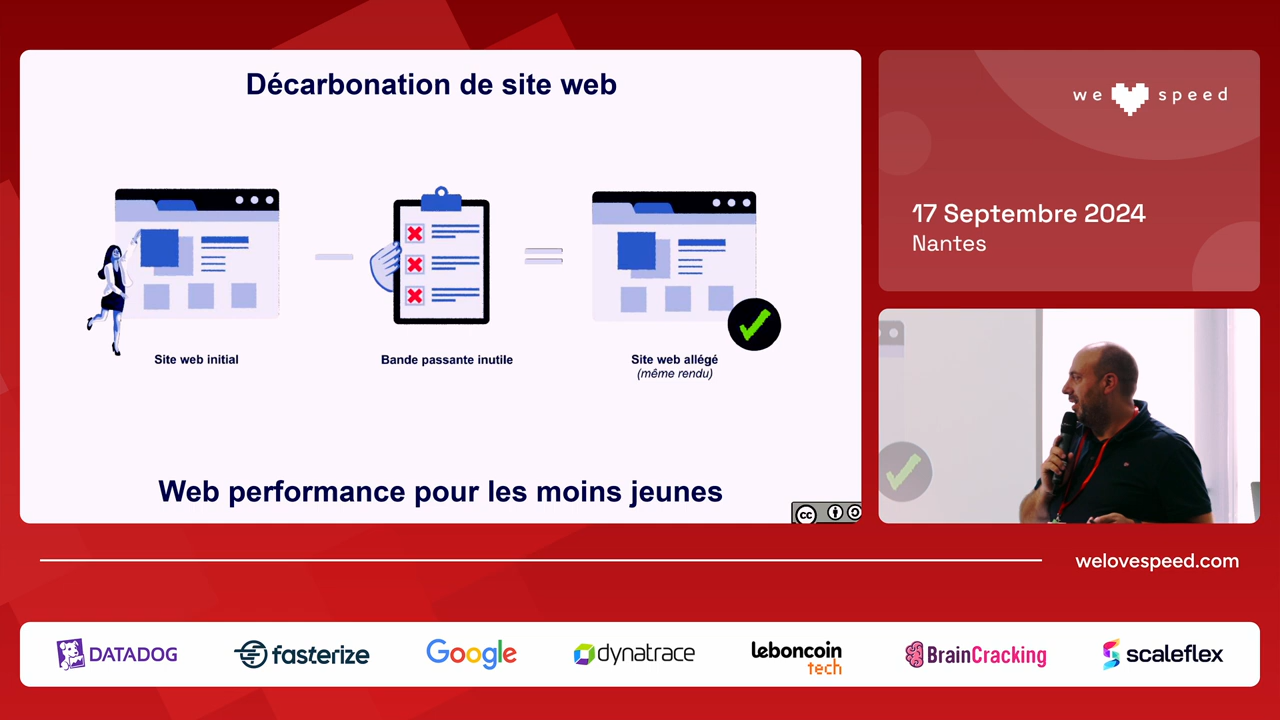 Décarbonation de site web
Site web initial
Bande passante inutile
Site web allégé
(même rendu)
Web performance pour les moins jeunes
cc
we speed
17 Septembre 2024
Nantes
welovespeed.com
DATADOG
fasterize
Google
dynatrace
leboncoin
tech
BrainCracking
scaleflex